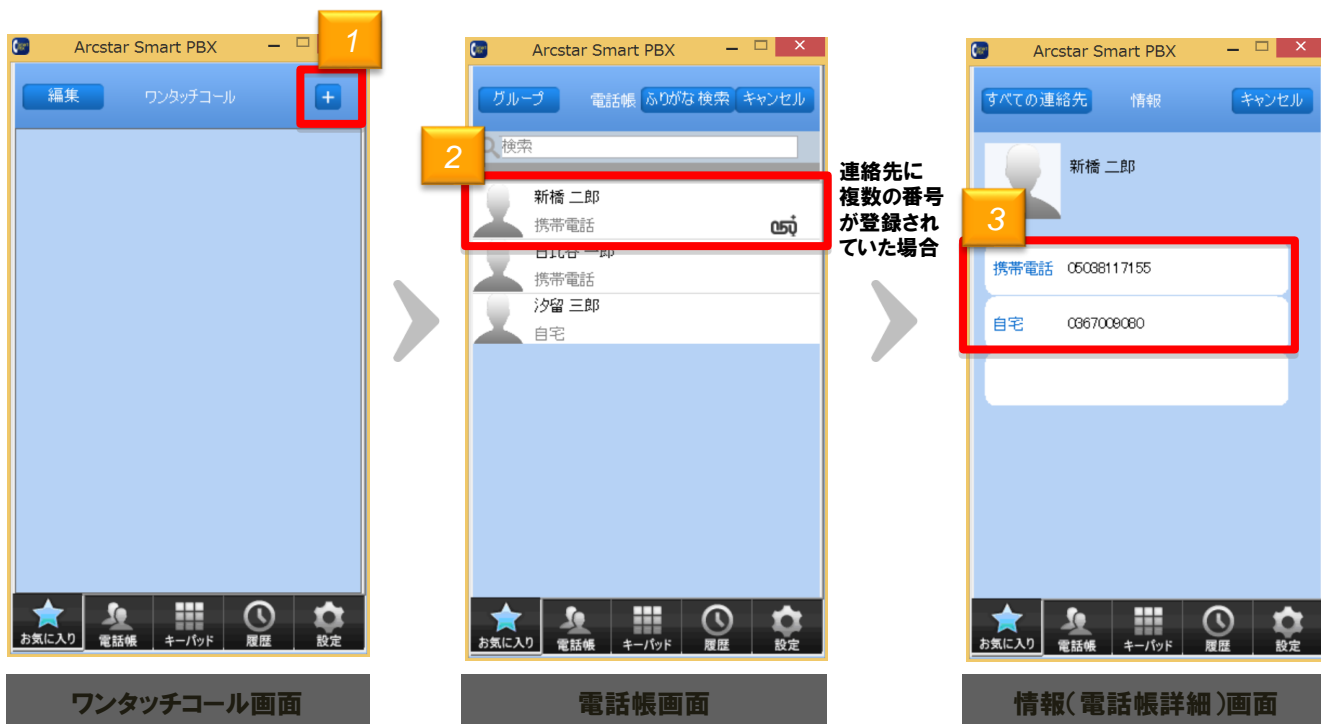 Arcstar Smart PBX
1
編集
ワンタッチコール
+
お気に入り
電話帳
キーパッド
履歴
設定
ワンタッチコール画面
Arcstar Smart PBX
グループ
電話帳
ふりがな検索
キャンセル
2
検索
新橋 二郎
携帯電話
050+
日比谷 一郎
携帯電話
汐留 三郎
自宅
お気に入り
電話帳
キーパッド
履歴
設定
電話帳画面
連絡先に
複数の番号
が登録され
ていた場合
Arcstar Smart PBX
すべての連絡先
情報
キャンセル
新橋 二郎
3
携帯電話 05038117155
自宅 0367009080
お気に入り
電話帳
キーパッド
履歴
設定
情報(電話帳詳細)画面